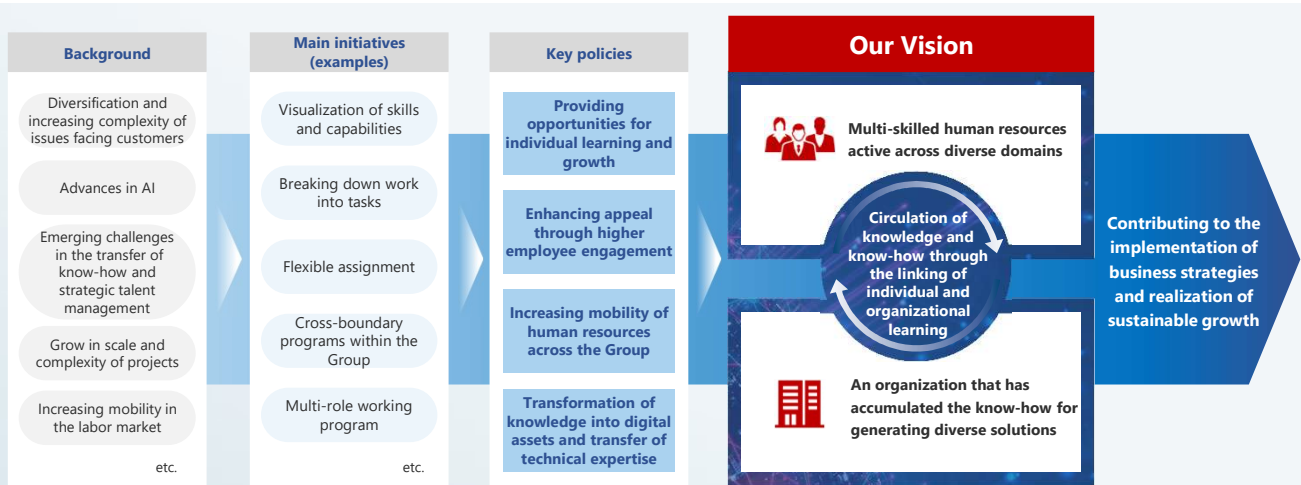 Background
Diversification and
increasing complexity of
issues facing customers
Advances in AI
Emerging challenges
in the transfer of
know-how and
strategic talent
management
Grow in scale and
complexity of projects
Increasing mobility in
the labor market
etc.
Main initiatives
(examples)
Visualization of skills
and capabilities
Breaking down work
into tasks
Flexible assignment
Cross-boundary
programs within the
Group
Multi-role working
program
etc.
Key policies
Providing
opportunities for
individual learning and
growth
Enhancing appeal
through higher
employee engagement
Increasing mobility of
human resources
across the Group
Transformation of
knowledge into digital
assets and transfer of
technical expertise
Our Vision
Multi-skilled human resources
active across diverse domains
Circulation of
knowledge and
know-how through
the linking of
individual and
organizational
learning
An organization that has
accumulated the know-how for
generating diverse solutions
Contributing to the
implementation of
business strategies
and realization of
sustainable growth